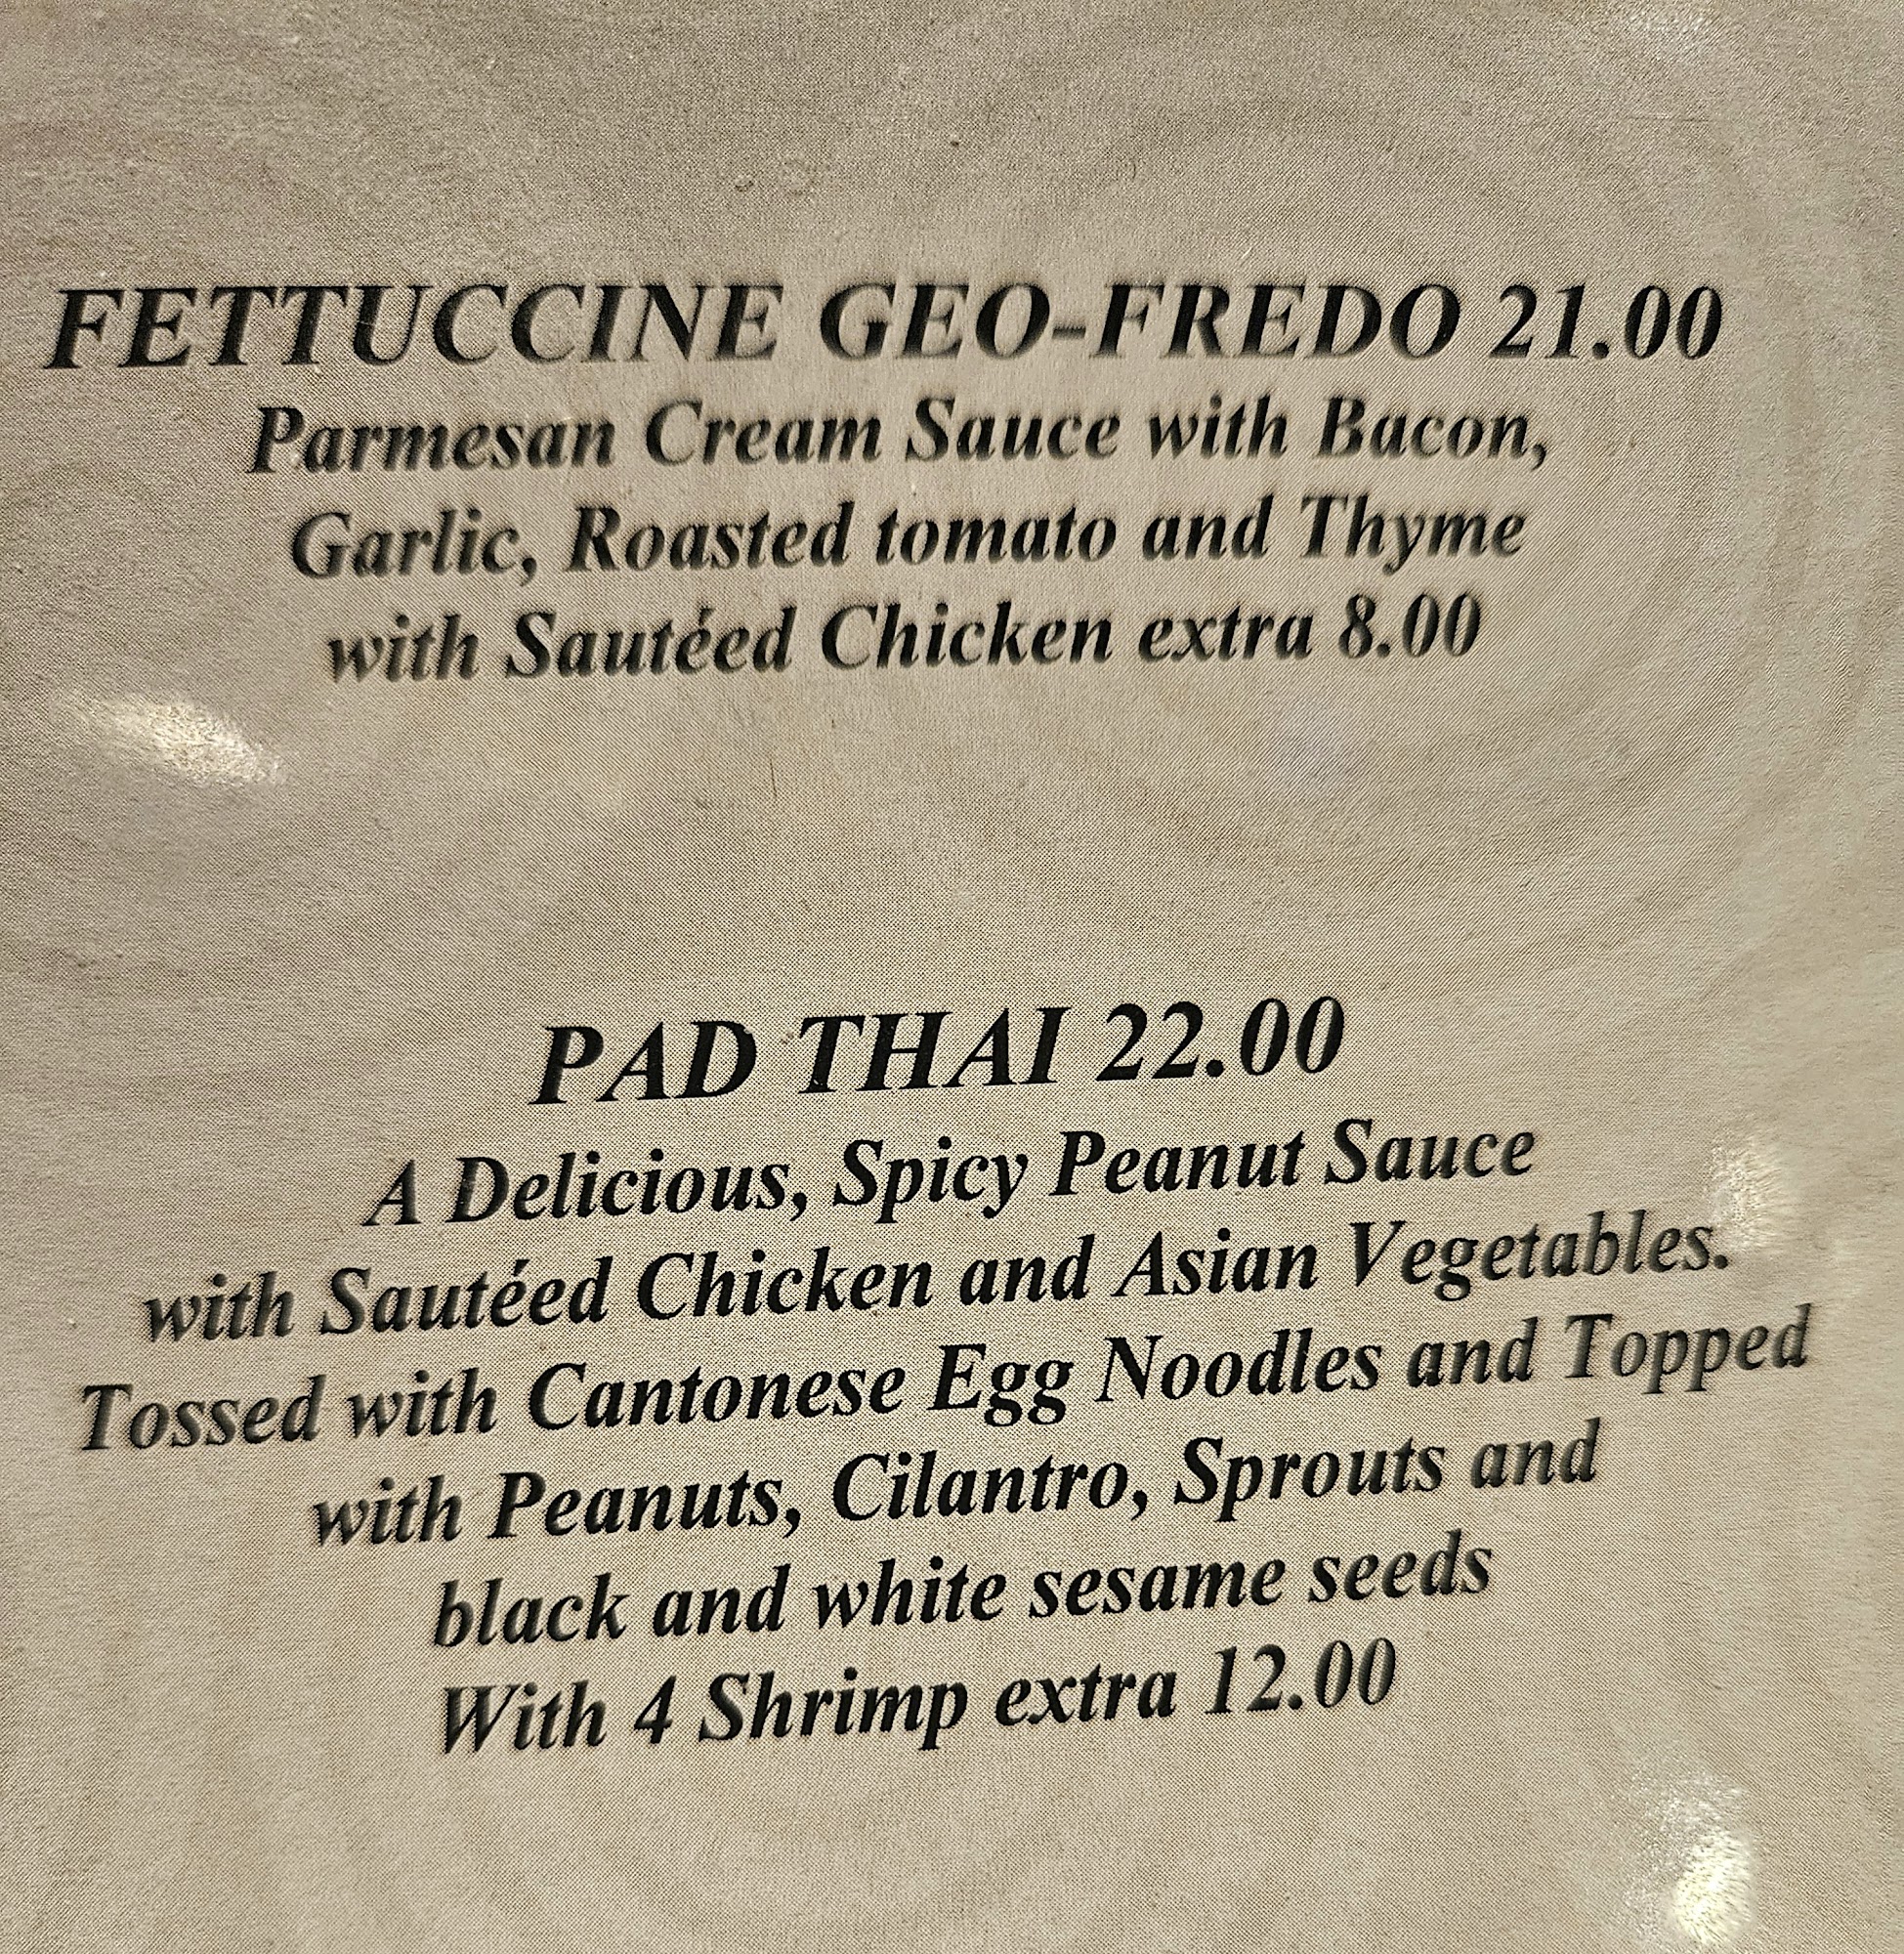 FETTUCCINE GEO-FREDO 21.00
Parmesan Cream Sauce with Bacon,
Garlic, Roasted tomato and Thyme
with Sautéed Chicken extra 8.00
PAD THAI 22.00
A Delicious, Spicy Peanut Sauce
with Sautéed Chicken and Asian Vegetables.
Tossed with Cantonese Egg Noodles and Topped
with Peanuts, Cilantro, Sprouts and
black and white sesame seeds
With 4 Shrimp extra 12.00